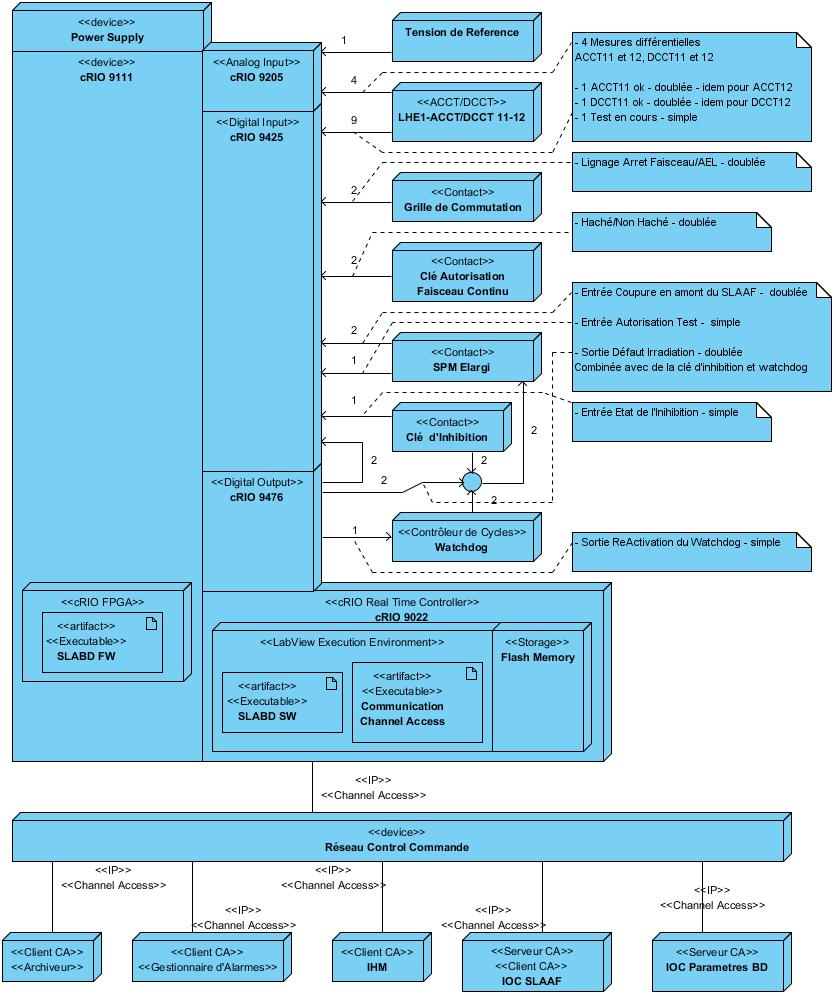 <<device>>
Power Supply
<<device>>
cRIO 9111
<<Analog Input>>
cRIO 9205
<<Digital Input>>
cRIO 9425
<<Digital Output>>
cRIO 9476
1
Tension de Reference
4
<<ACCT/DCCT>>
LHE1-ACCT/DCCT 11-12
9
- 4 Mesures différentielles
ACCT11 et 12, DCCT11 et 12
- 1 ACCT11 ok - doublée - idem pour ACCT12
- 1 DCCT11 ok - doublée - idem pour DCCT12
- 1 Test en cours - simple
- Lignage Arret Faisceau/AEL - doublée
2
<<Contact>>
Grille de Commutation
- Haché/Non Haché - doublée
2
<<Contact>>
Clé Autorisation
Faisceau Continu
- Entrée Coupure en amont du SLAAF - doublée
- Entrée Autorisation Test - simple
- Sortie Défaut Irradiation - doublée
Combinée avec de la clé d'inhibition et watchdog
2
1
<<Contact>>
SPM Elargi
1
<<Contact>>
Clé d'Inhibition
- Entrée Etat de l'Inihibition - simple
2
2
2
2
2
<<Contrôleur de Cycles>>
Watchdog
1
- Sortie ReActivation du Watchdog - simple
<<cRIO FPGA>>
<<artifact>>
<<Executable>>
SLABD FW
<<cRIO Real Time Controller>>
cRIO 9022
<<LabView Execution Environment>>
<<artifact>>
<<Executable>>
SLABD SW
<<artifact>>
<<Executable>>
Communication
Channel Access
<<Storage>>
Flash Memory
<<IP>>
<<Channel Access>>
<<device>>
Réseau Control Commande
<<IP>>
<<Channel Access>>
<<IP>>
<<Channel Access>>
<<IP>>
<<Channel Access>>
<<IP>>
<<Channel Access>>
<<IP>>
<<Channel Access>>
<<Client CA>>
<<Archiveur>>
<<Client CA>>
<<Gestionnaire d'Alarmes>>
<<Client CA>>
IHM
<<Serveur CA>>
<<Client CA>>
IOC SLAAF
<<Serveur CA>>
IOC Parametres BD